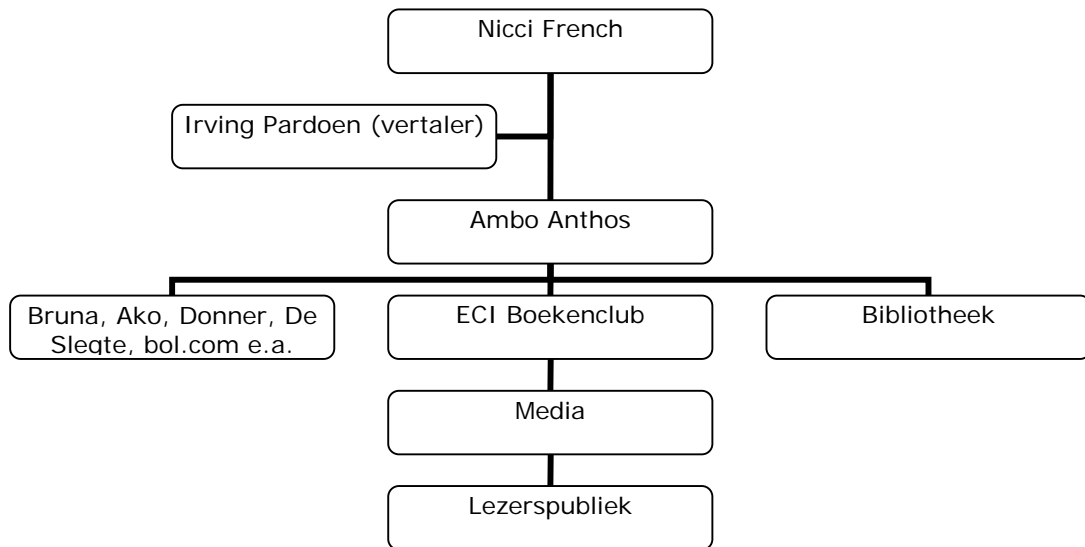 Nicci French
Irving Pardoen (vertaler)
Ambo Anthos
Bruna, Ako, Donner, De
Slegte, bol.com e.a.
ECI Boekenclub
Bibliotheek
Media
Lezerspubliek